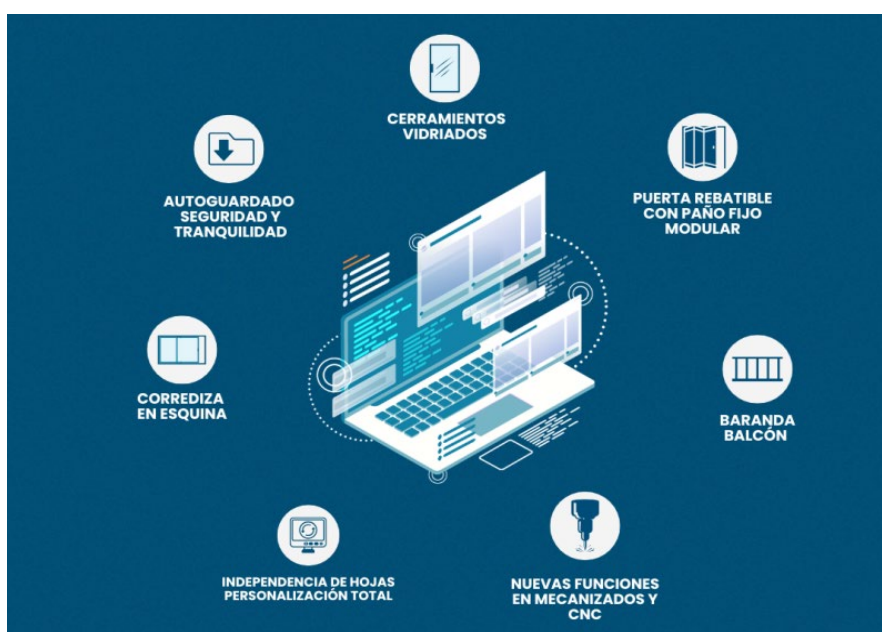 CERRAMIENTOS
VIDRIADOS
AUTOGUARDADO
SEGURIDAD Y
TRANQUILIDAD
PUERTA REBATIBLE
CON PAÑO FIJO
MODULAR
CORREDIZA
EN ESQUINA
BARANDA
BALCÓN
INDEPENDENCIA DE HOJAS
PERSONALIZACIÓN TOTAL
NUEVAS FUNCIONES
EN MECANIZADOS Y
CNC